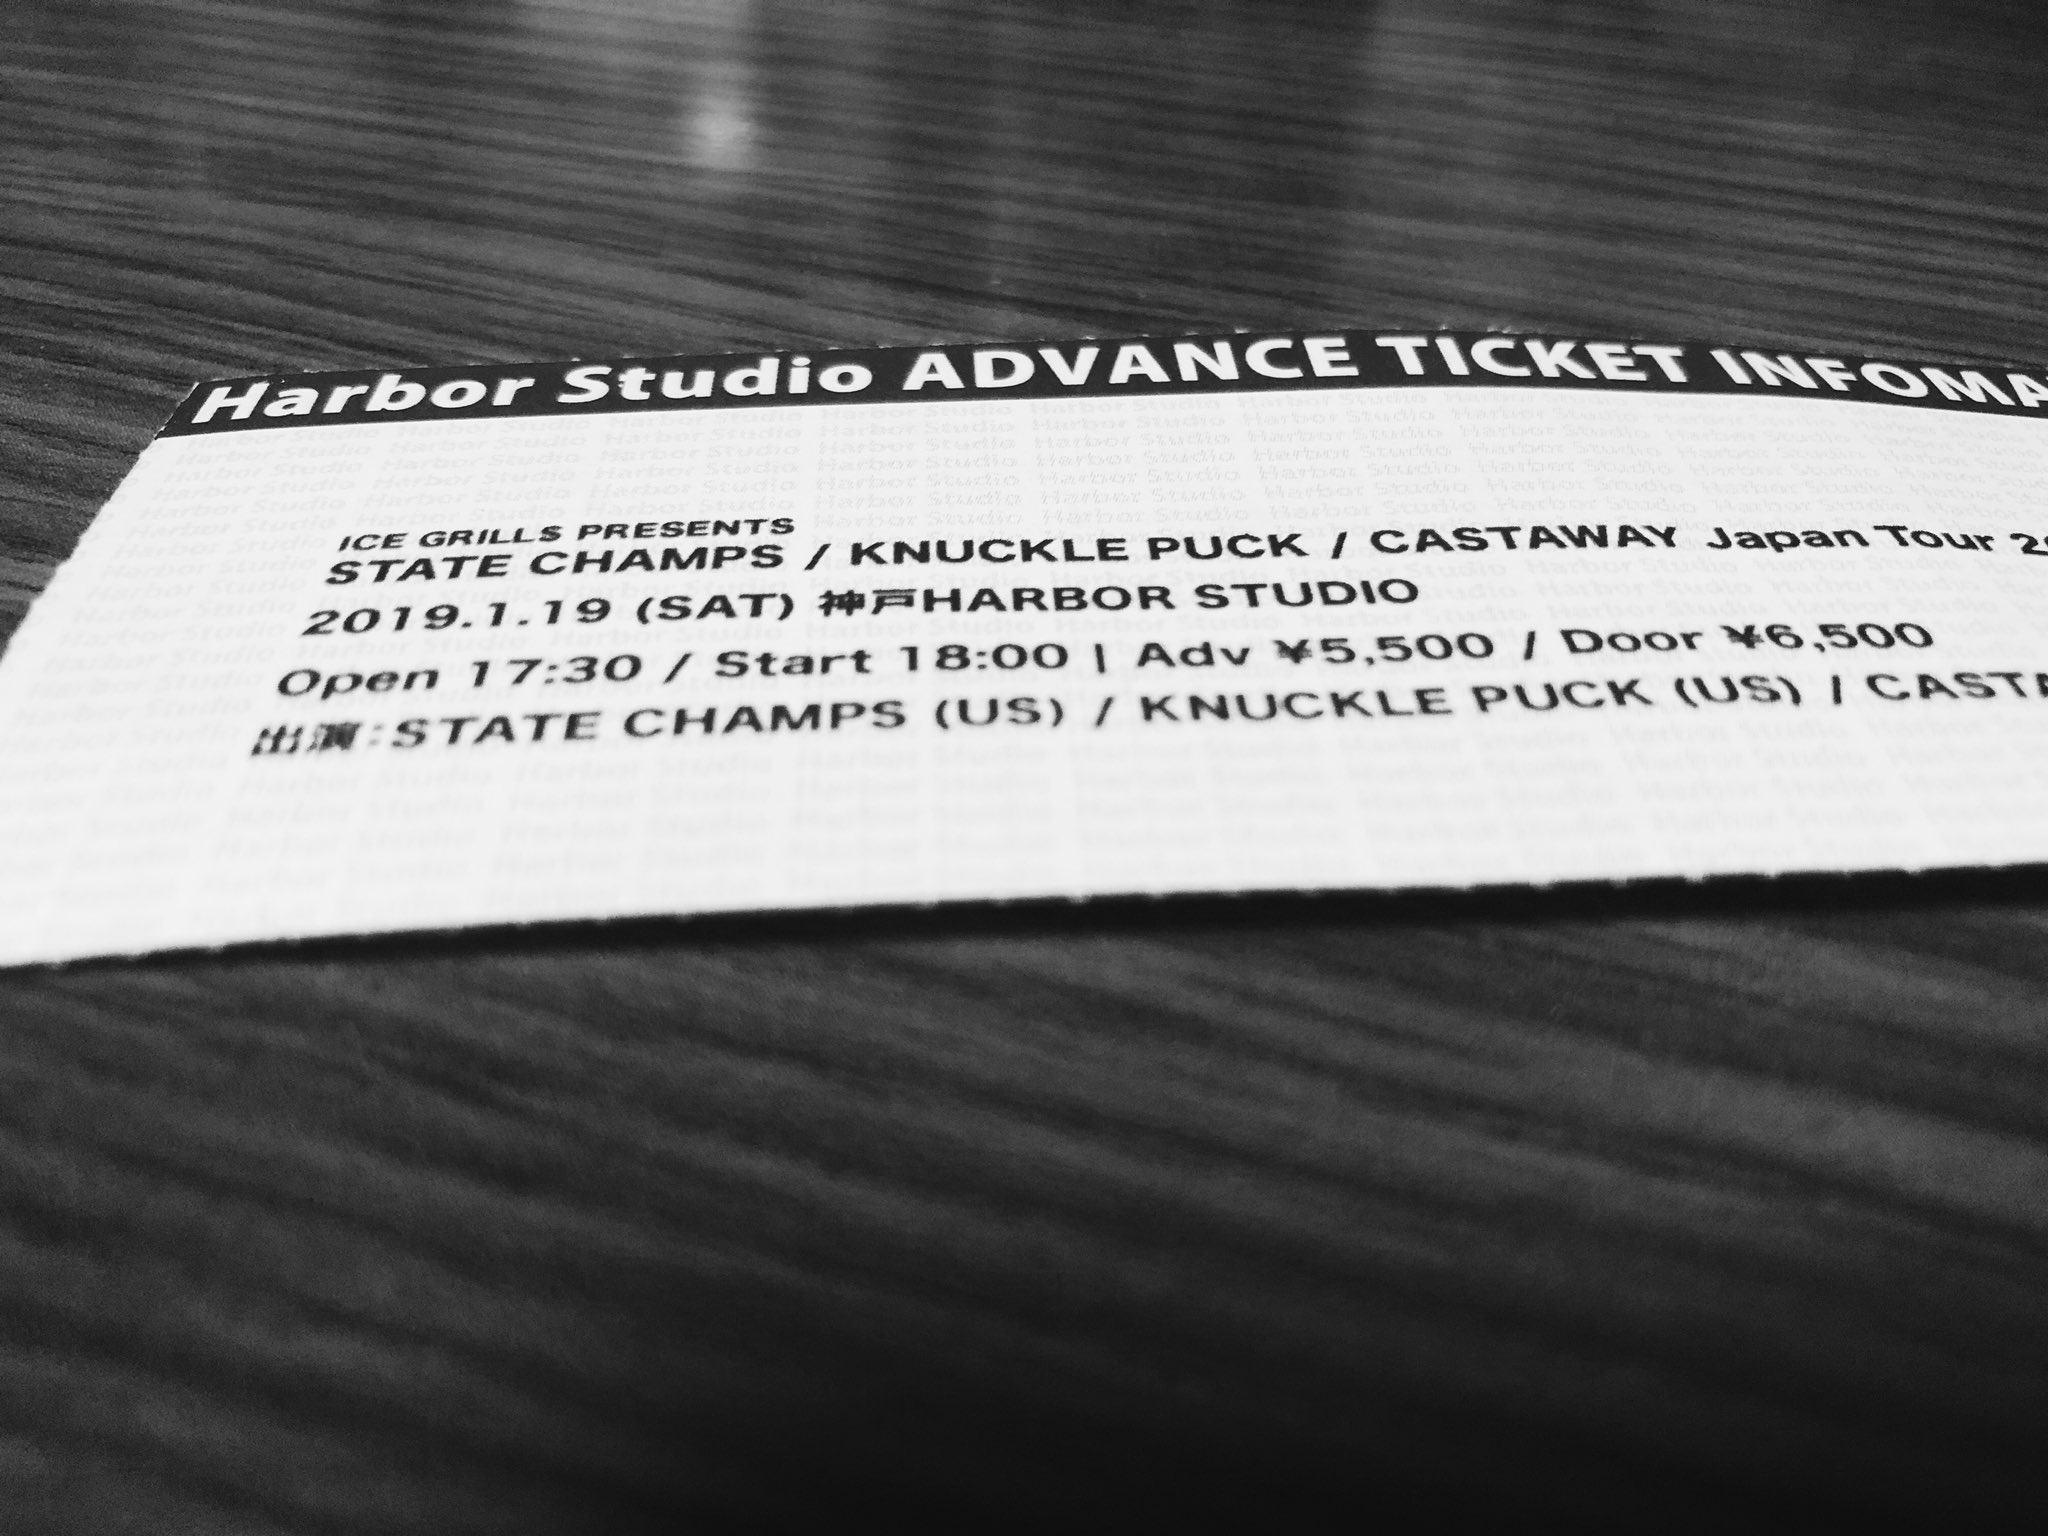 Harbor Studio ADVANCE TICKET INFOMA
ICE GRILLS PRESENTS
STATE CHAMPS / KNUCKLE PUCK / CASTAWAY Japan Tour 2
2019.1.19 (SAT) 神戸HARBOR STUDIO
Open 17:30 / Start 18:00 | Adv ¥5,500 / Door ¥6,500
出演:STATE CHAMPS (US) / KNUCKLE PUCK (US) / CASTA